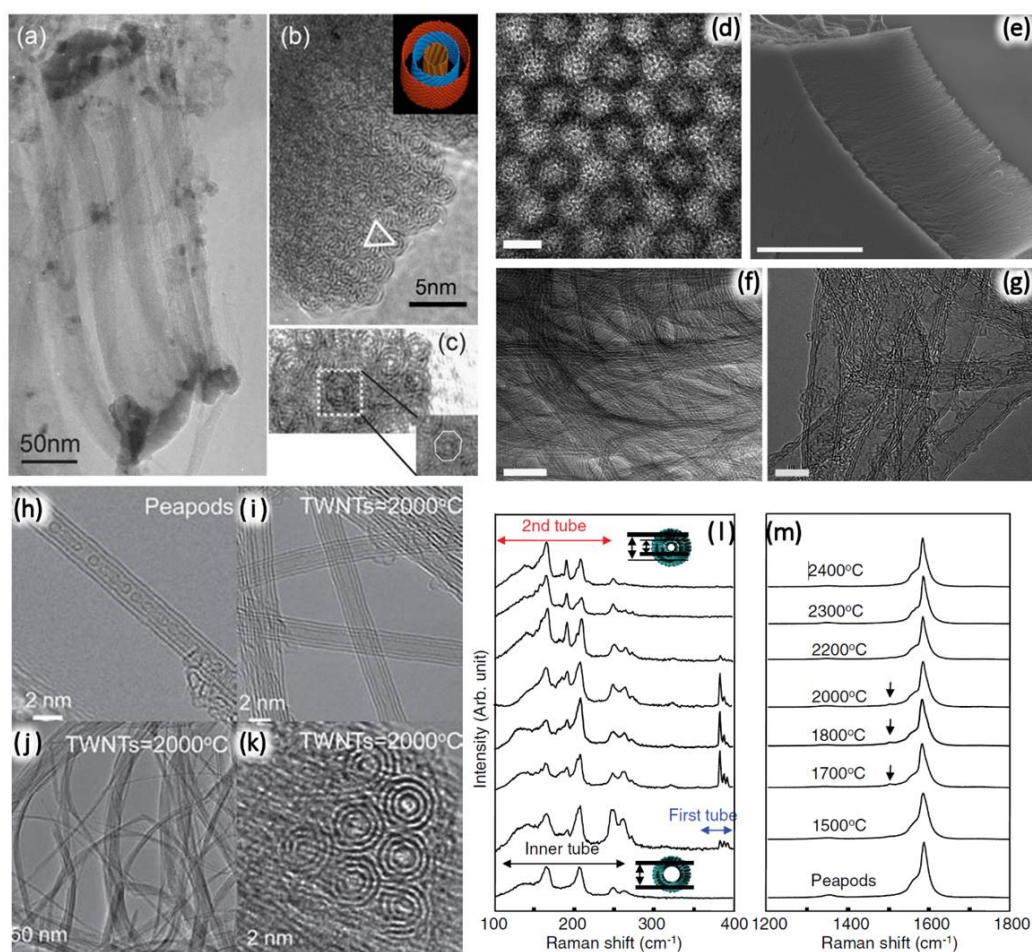 (a)
50nm
(b)
5nm
(c)
(d)
(e)
(f)
(g)
(h)
Peapods
2 nm
(i)
TWNTs=2000°C
2 nm
(j)
TWNTs=2000°C
50 nm
(k)
TWNTs=2000°C
2 nm
(l)
2nd tube
First tube
Inner tube
Intensity (Arb. unit)
100
200
300
400
Raman shift (cm-1)
(m)
2400°C
2300°C
2200°C
2000°C
1800°C
1700°C
1500°C
Peapods
1200
1400
1600
1800
Raman shift (cm-1)